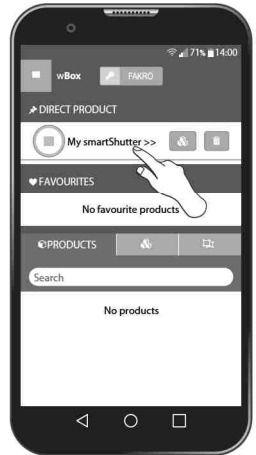 71% 14:00
wBox FAKRO
DIRECT PRODUCT
My smartShutter >>
FAVOURITES
No favourite products
PRODUCTS
Search
No products